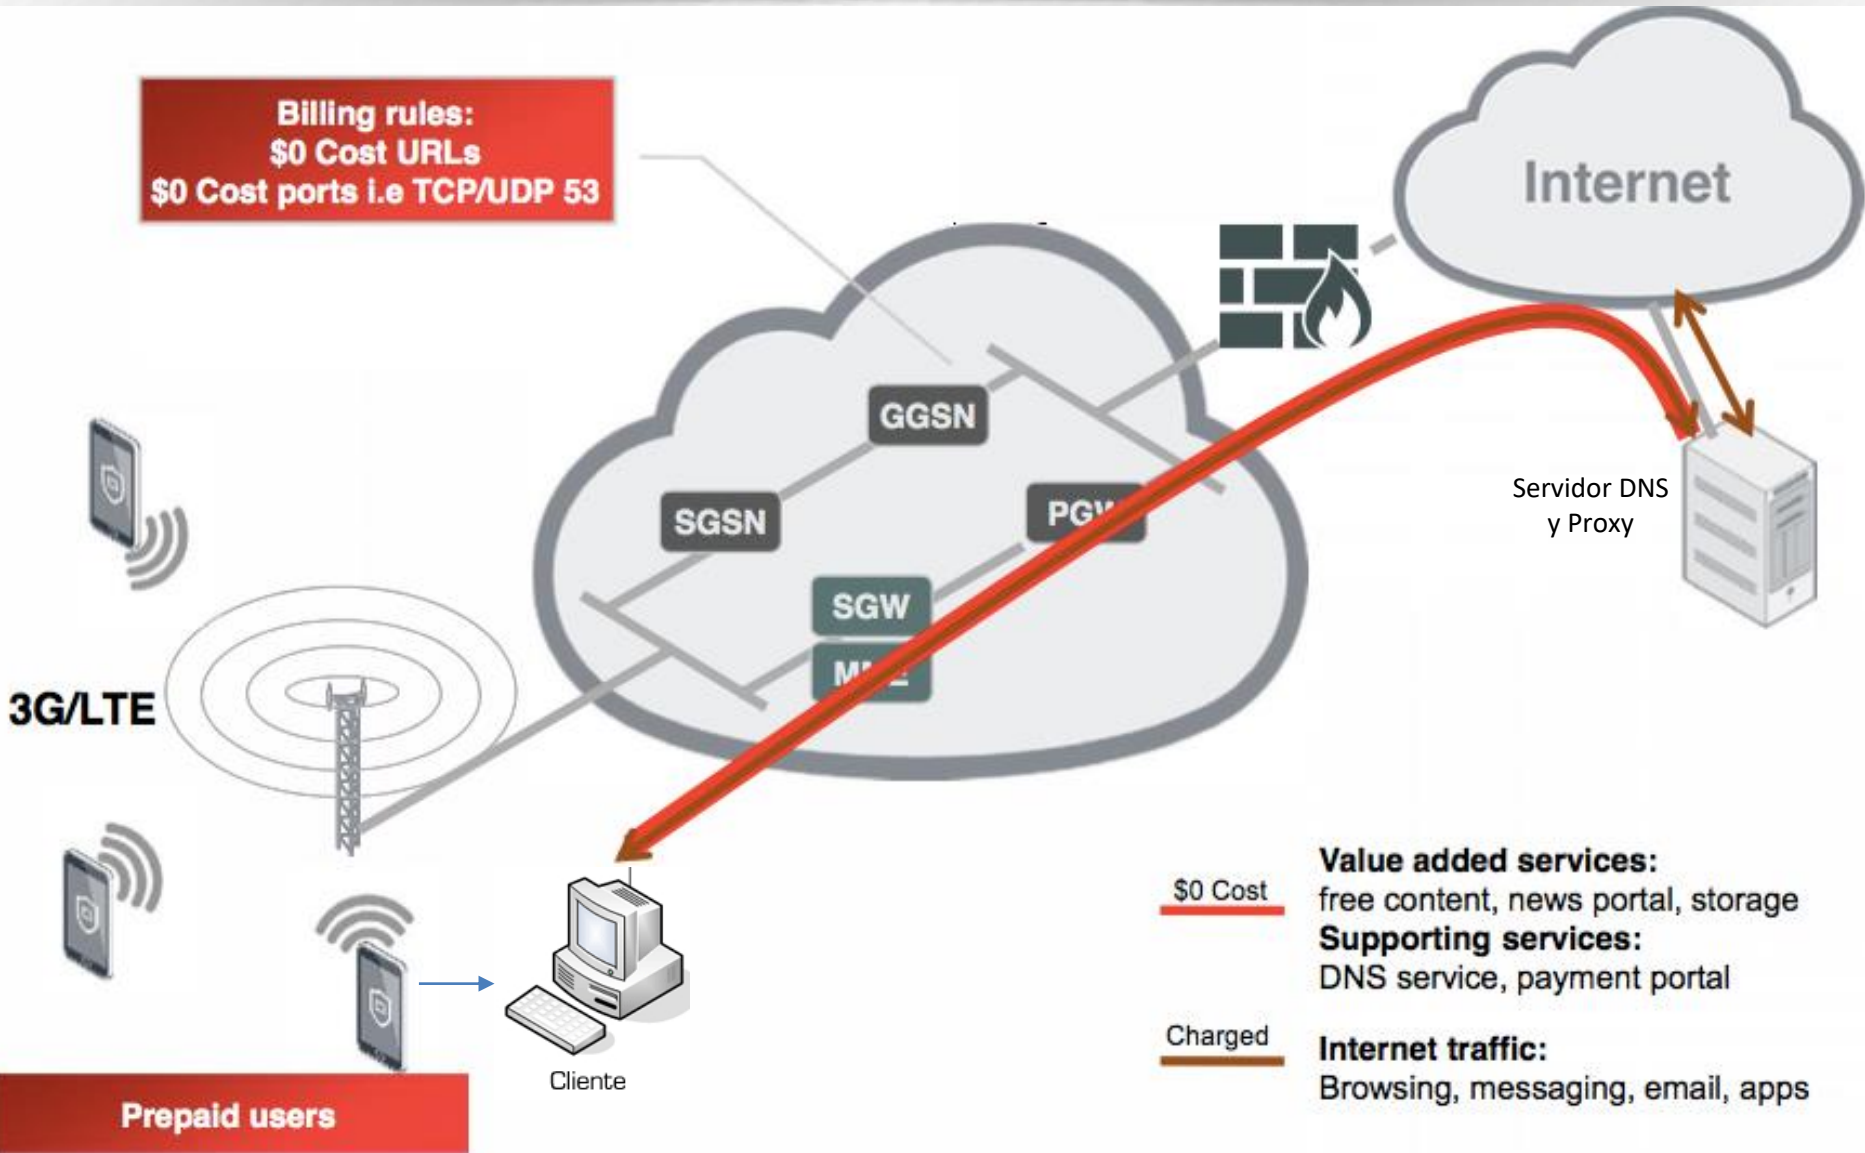 Billing rules:
$0 Cost URLs
$0 Cost ports i.e TCP/UDP 53
Internet
GGSN
SGSN
SGW
Servidor DNS
y Proxy
3G/LTE
Cliente
Prepaid users
$0 Cost
Value added services:
free content, news portal, storage
Supporting services:
DNS service, payment portal
Charged
Internet traffic:
Browsing, messaging, email, apps